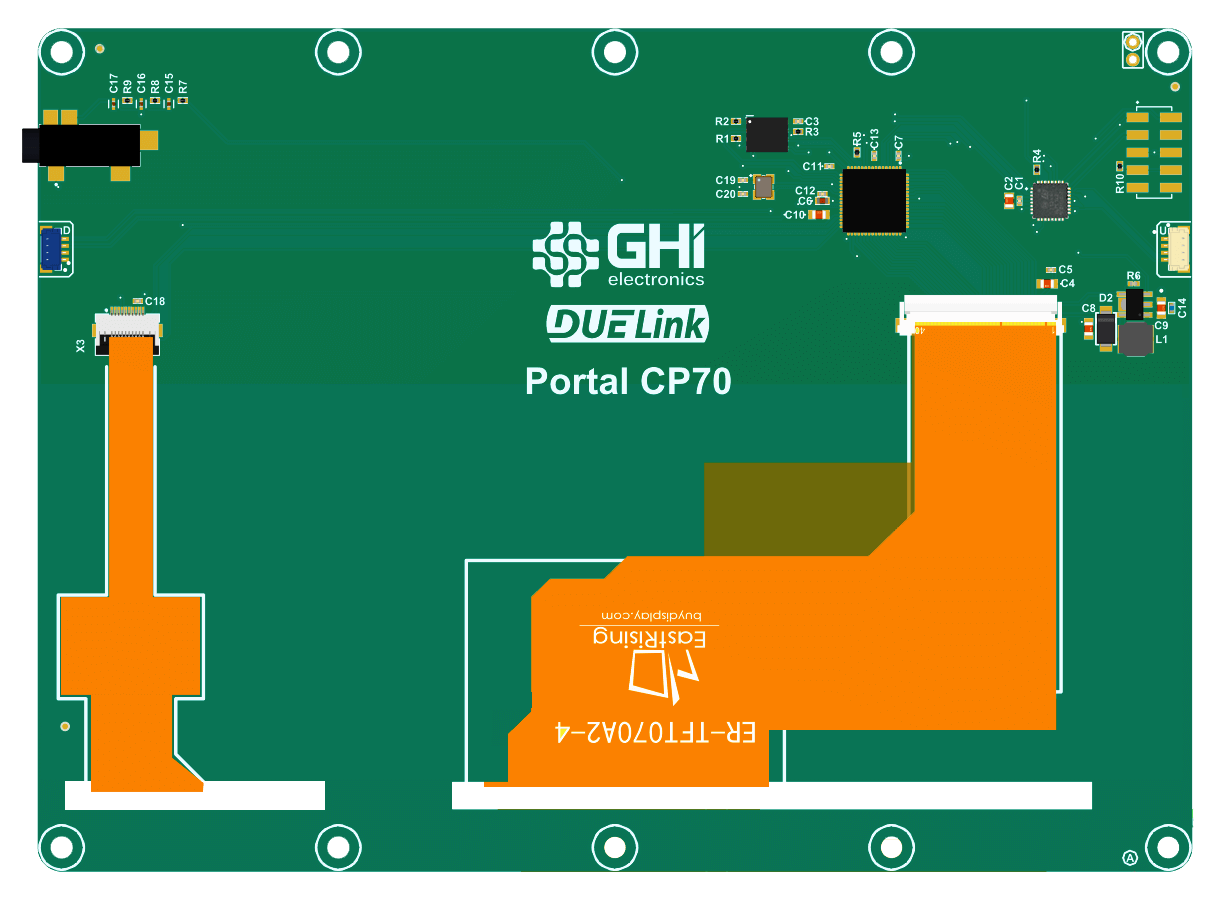 C17
R9
C16
R8
C15
R7
R2
C3
R3
R1
R5
C13
C7
R4
R10
C11
C19
C20
C12
C6
C10
C2
C1
D
U
GHI
electronics
C5
C4
C18
X3
DUELink
R6
D2
C8
C9
C14
L1
Portal CP70
buydisplay.com
EastRising
ER-TFT070A2-4
A